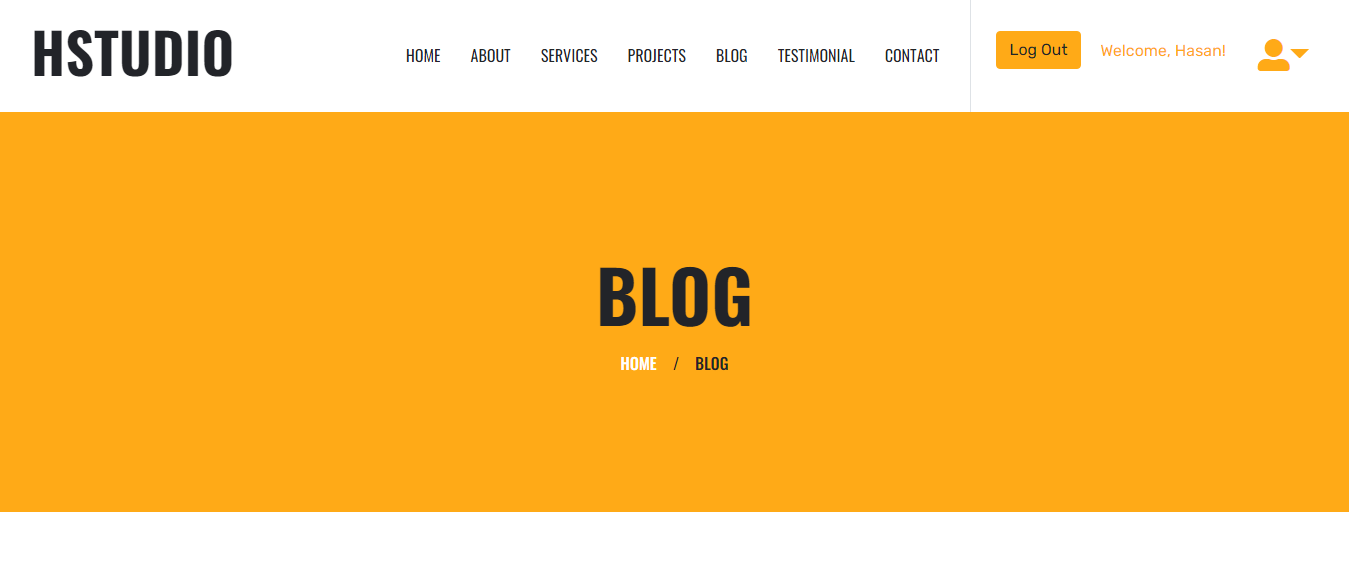 HSTUDIO
HOME ABOUT SERVICES PROJECTS BLOG TESTIMONIAL CONTACT
Log Out Welcome, Hasan!
BLOG
HOME / BLOG